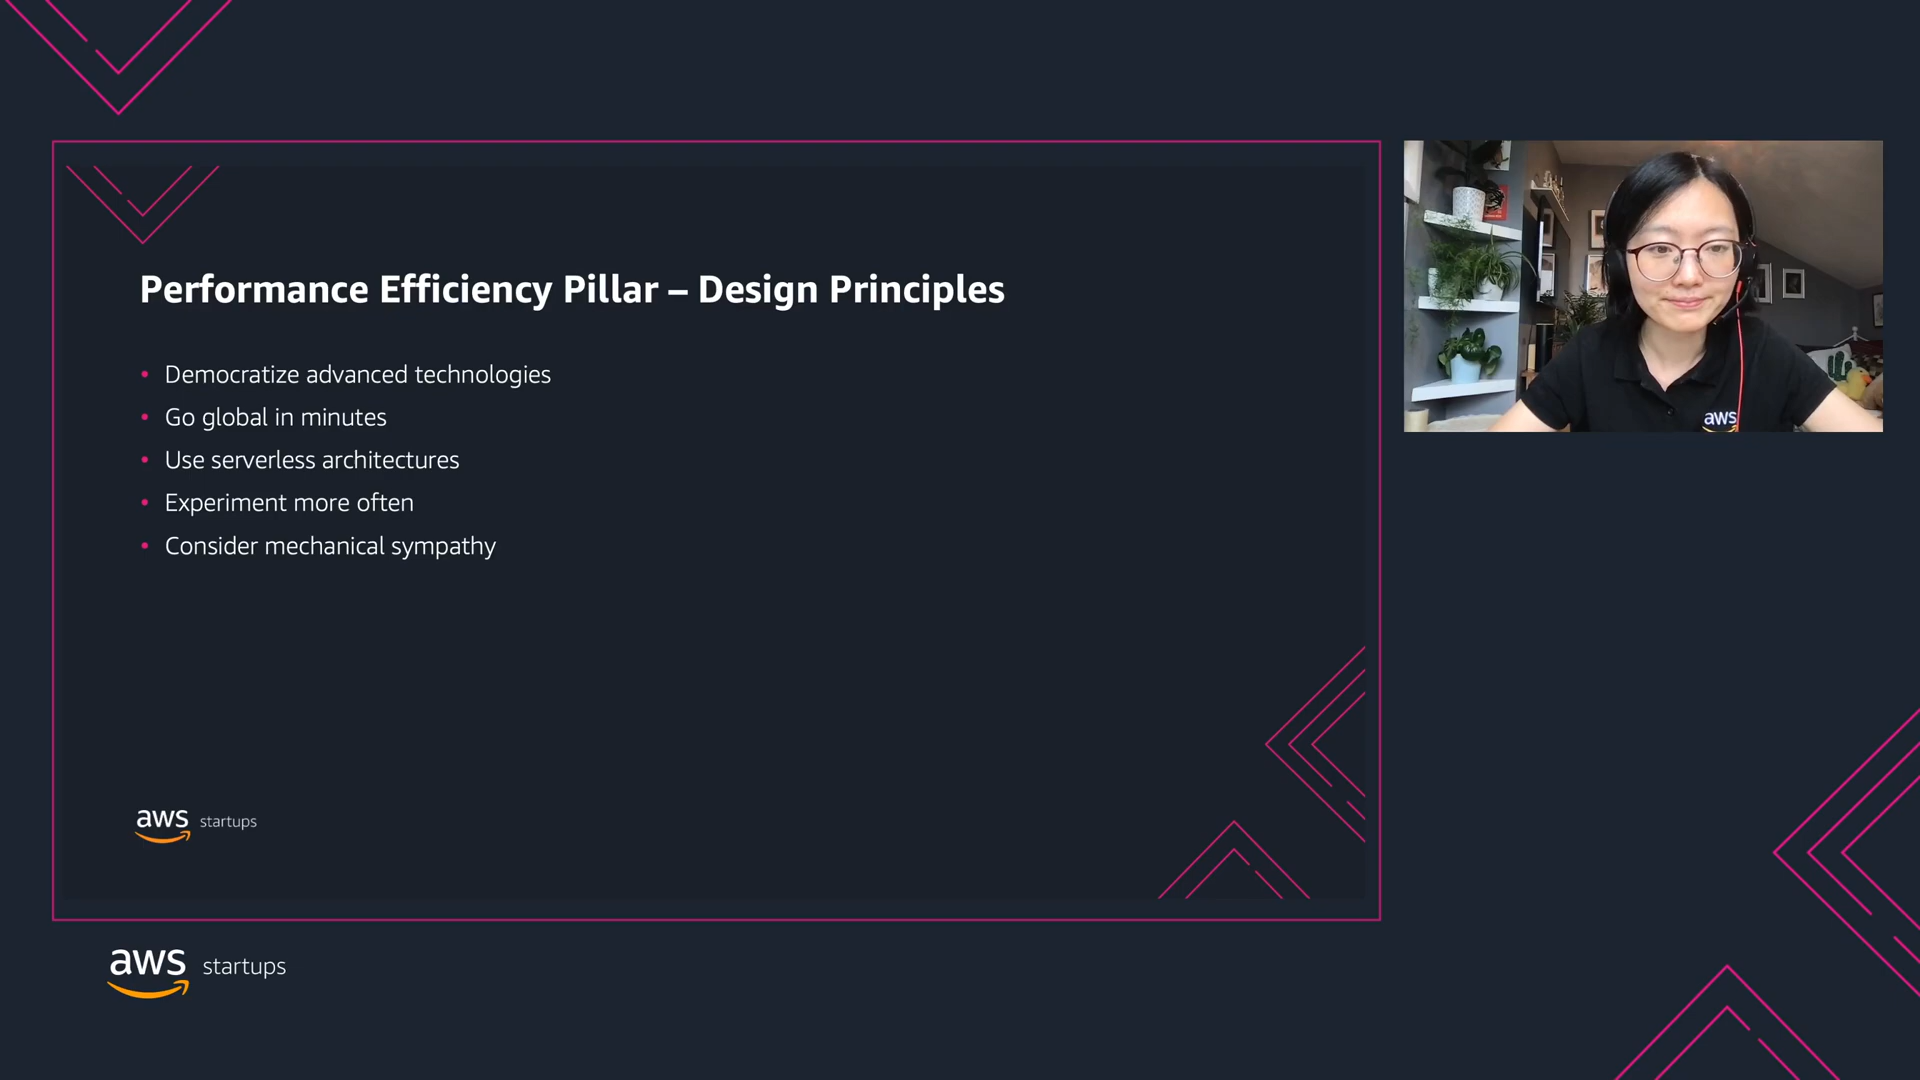 Performance Efficiency Pillar – Design Principles
• Democratize advanced technologies
• Go global in minutes
• Use serverless architectures
• Experiment more often
• Consider mechanical sympathy
aws startups
aws
aws startups